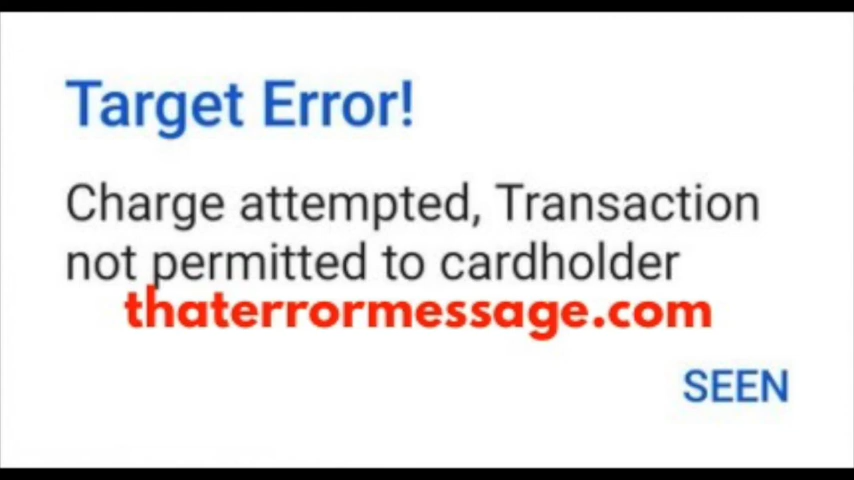 Target Error!
Charge attempted, Transaction
not permitted to cardholder
thaterrormessage.com
SEEN